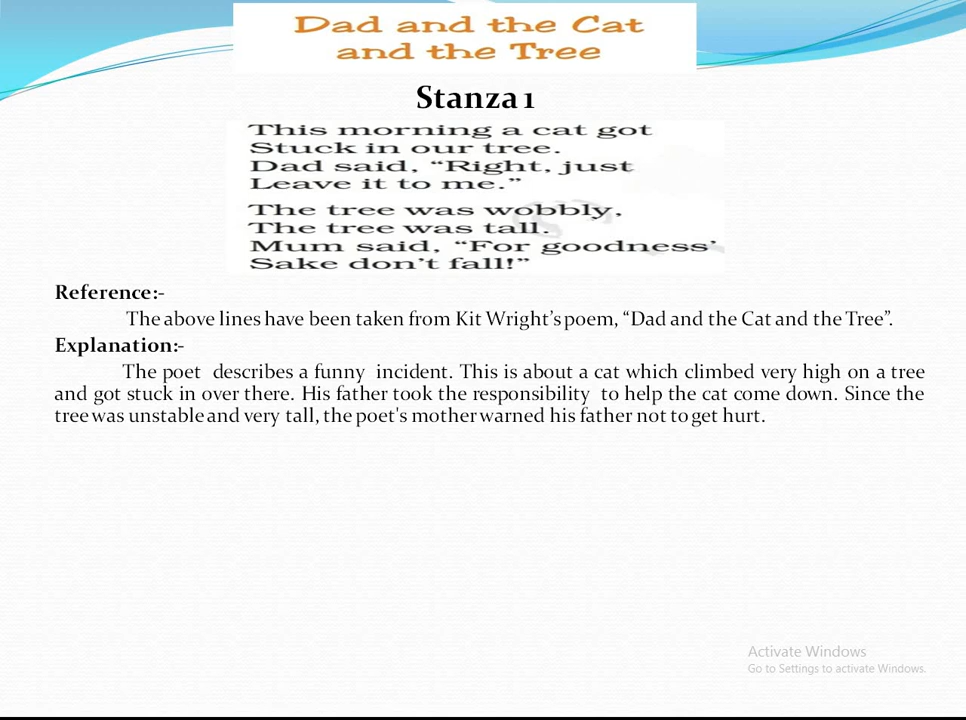 Dad and the Cat
and the Tree
Stanza 1
This morning a cat got
Stuck in our tree.
Dad said, “Right, just
Leave it to me.”
The tree was wobbly,
The tree was tall.
Mum said, “For goodness’
Sake don’t fall!”
Reference:-
The above lines have been taken from Kit Wright’s poem, “Dad and the Cat and the Tree”.
Explanation:-
The poet describes a funny incident. This is about a cat which climbed very high on a tree
and got stuck in over there. His father took the responsibility to help the cat come down. Since the
tree was unstable and very tall, the poet's mother warned his father not to get hurt.
Activate Windows
Go to Settings to activate Windows.